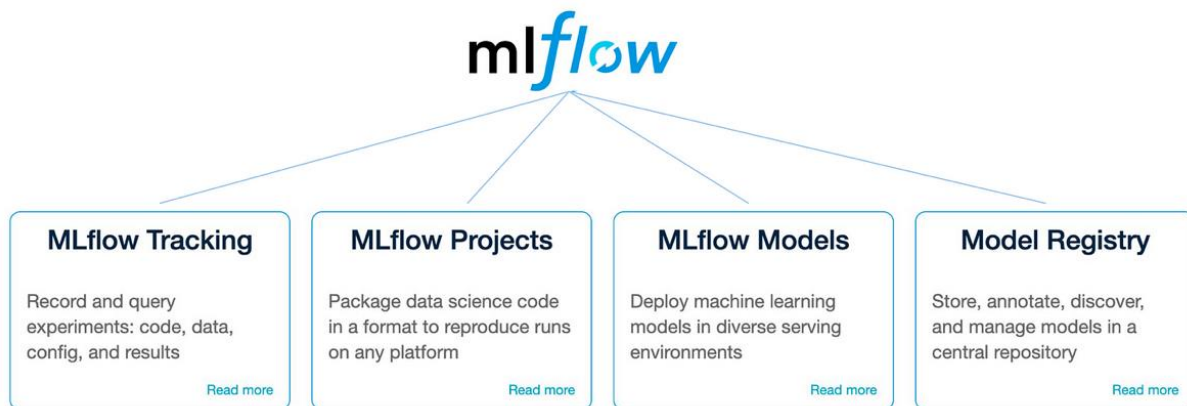 mlflow
MLflow Tracking
Record and query
experiments: code, data,
config, and results
Read more
MLflow Projects
Package data science code
in a format to reproduce runs
on any platform
Read more
MLflow Models
Deploy machine learning
models in diverse serving
environments
Read more
Model Registry
Store, annotate, discover,
and manage models in a
central repository
Read more